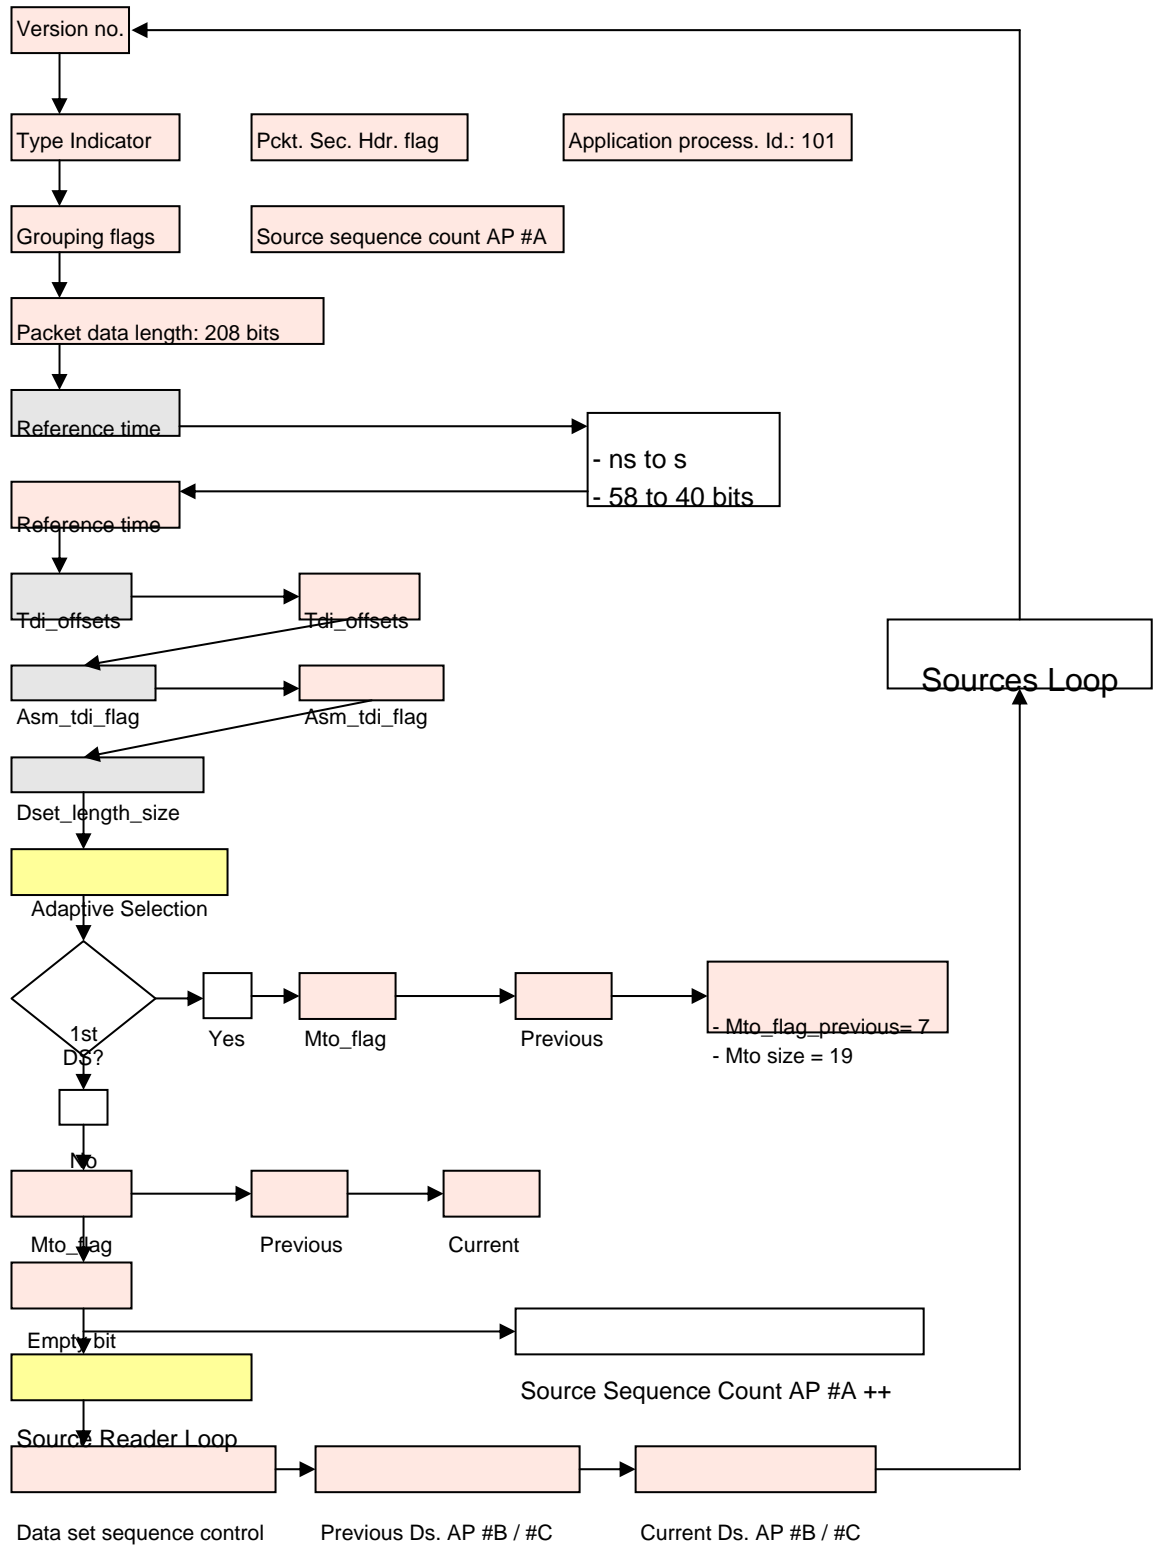 Version no.
Type Indicator
Pckt. Sec. Hdr. flag
Application process. Id.: 101
Grouping flags
Source sequence count AP #A
Packet data length: 208 bits
Reference time
- ns to s
- 58 to 40 bits
Reference time
Tdi_offsets
Tdi_offsets
Sources Loop
Asm_tdi_flag
Asm_tdi_flag
Dset_length_size
Adaptive Selection
1st
DS?
Yes
Mto_flag
Previous
- Mto_flag_previous= 7
- Mto size = 19
No
Mto_flag
Previous
Current
Empty bit
Source Sequence Count AP #A ++
Source Reader Loop
Data set sequence control
Previous Ds. AP #B / #C
Current Ds. AP #B / #C